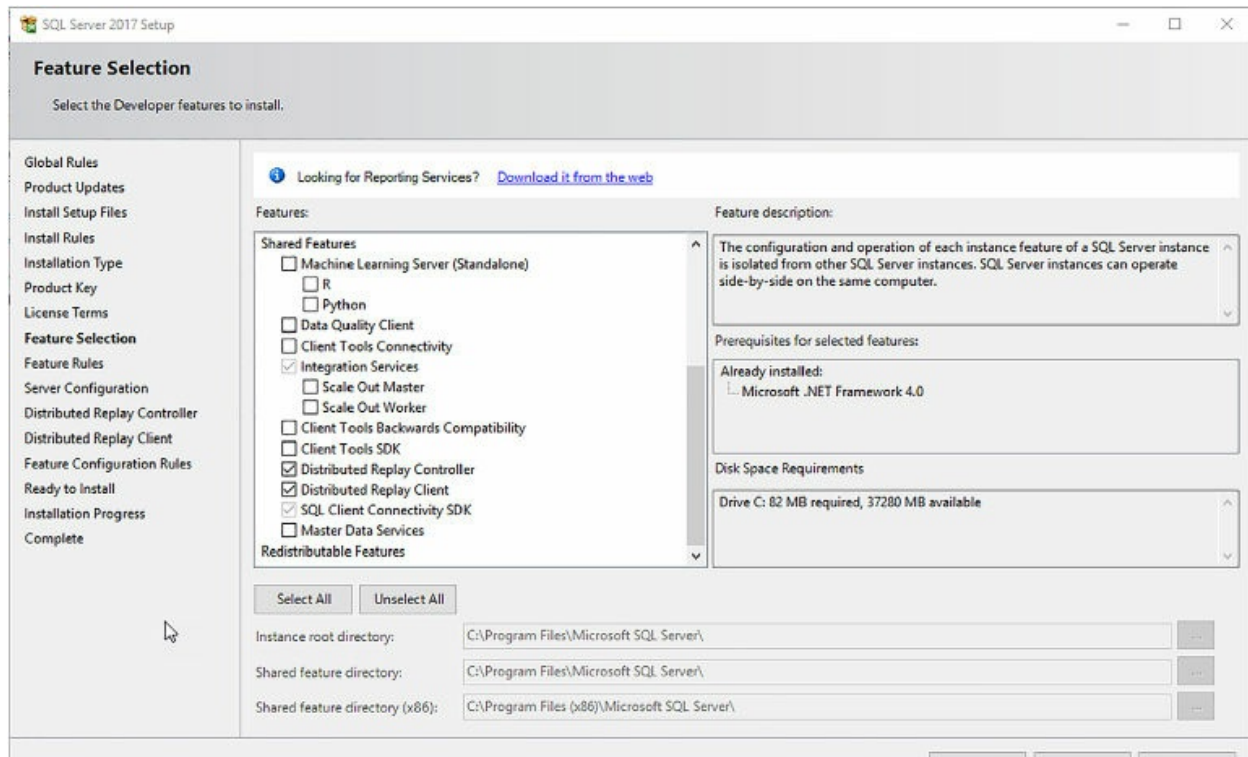 SQL Server 2017 Setup
Feature Selection
Select the Developer features to install.
Global Rules
Product Updates
Install Setup Files
Install Rules
Installation Type
Product Key
License Terms
Feature Selection
Feature Rules
Server Configuration
Distributed Replay Controller
Distributed Replay Client
Feature Configuration Rules
Ready to Install
Installation Progress
Complete
Looking for Reporting Services? Download it from the web
Features:
Shared Features
Machine Learning Server (Standalone)
R
Python
Data Quality Client
Client Tools Connectivity
Integration Services
Scale Out Master
Scale Out Worker
Client Tools Backwards Compatibility
Client Tools SDK
Distributed Replay Controller
Distributed Replay Client
SQL Client Connectivity SDK
Master Data Services
Redistributable Features
Feature description:
The configuration and operation of each instance feature of a SQL Server instance
is isolated from other SQL Server instances. SQL Server instances can operate
side-by-side on the same computer.
Prerequisites for selected features:
Already installed:
Microsoft .NET Framework 4.0
Disk Space Requirements
Drive C: 82 MB required, 37280 MB available
Select All
Unselect All
Instance root directory: C:\Program Files\Microsoft SQL Server\
...
Shared feature directory: C:\Program Files\Microsoft SQL Server\
...
Shared feature directory (x86): C:\Program Files (x86)\Microsoft SQL Server\
...